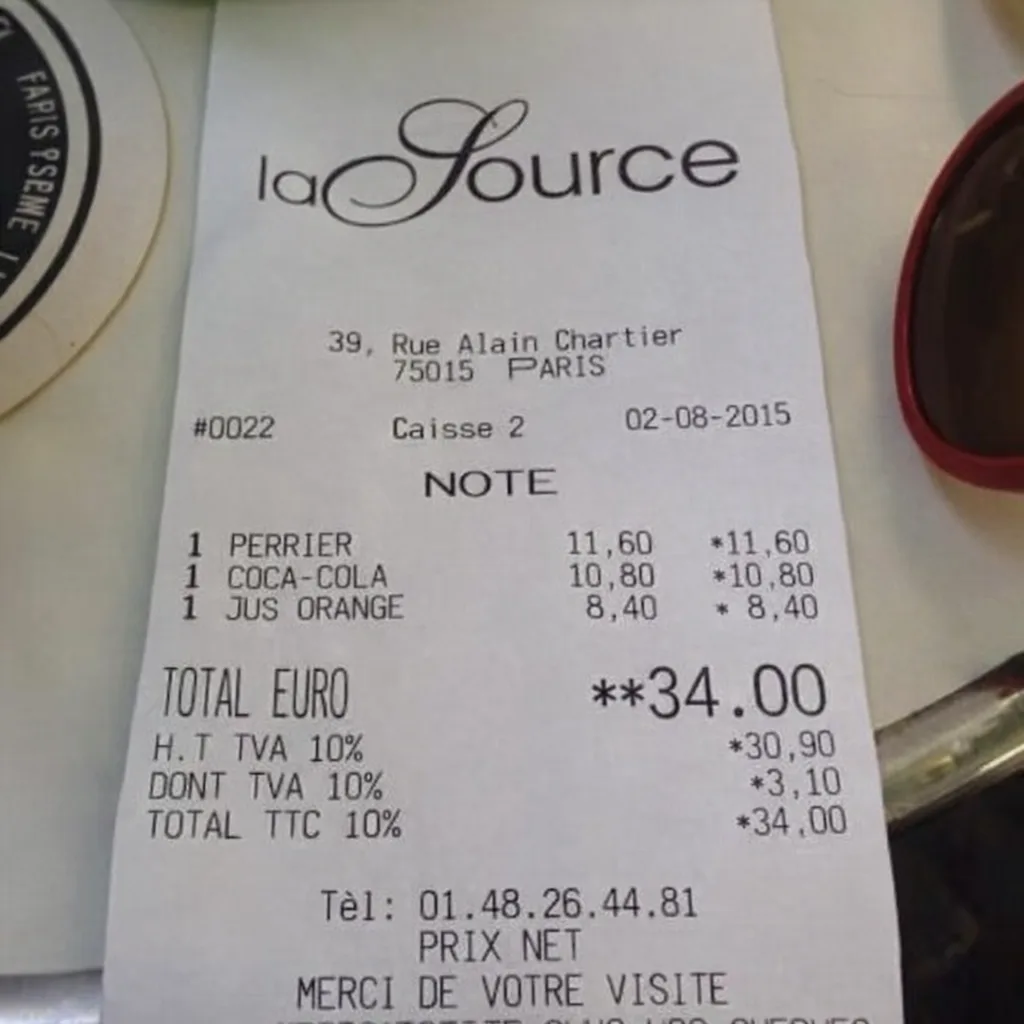 la Source
39, Rue Alain Chartier
75015 PARIS
#0022 Caisse 2 02-08-2015
NOTE
1 PERRIER 11,60 *11,60
1 COCA-COLA 10,80 *10,80
1 JUS ORANGE 8,40 * 8,40
TOTAL EURO **34.00
H.T TVA 10% *30,90
DONT TVA 10% *3,10
TOTAL TTC 10% *34,00
Tèl: 01.48.26.44.81
PRIX NET
MERCI DE VOTRE VISITE